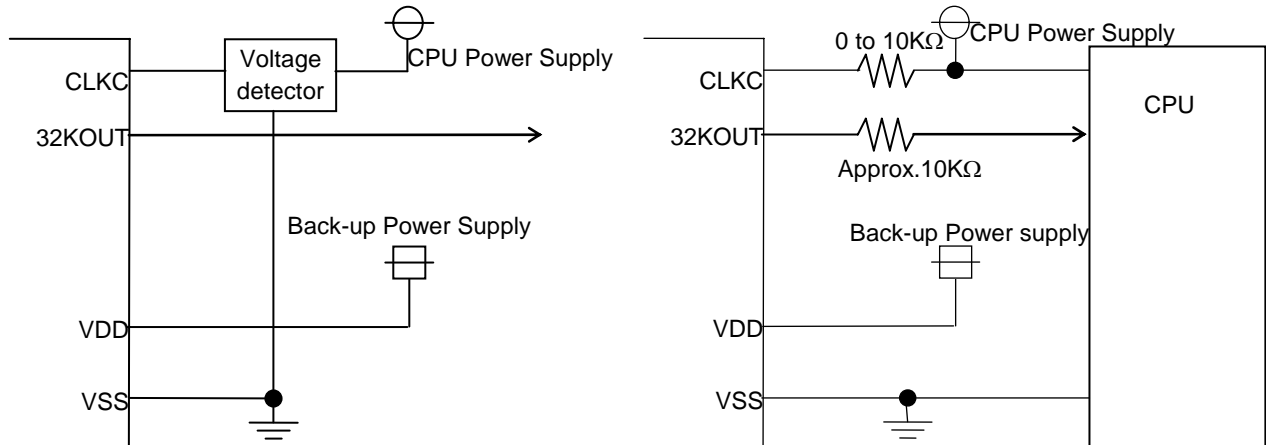 Voltage
detector
CPU Power Supply
CLKC
32KOUT
Back-up Power Supply
VDD
VSS
0 to 10KΩ
CPU Power Supply
CLKC
CPU
32KOUT
Approx.10KΩ
Back-up Power supply
VDD
VSS